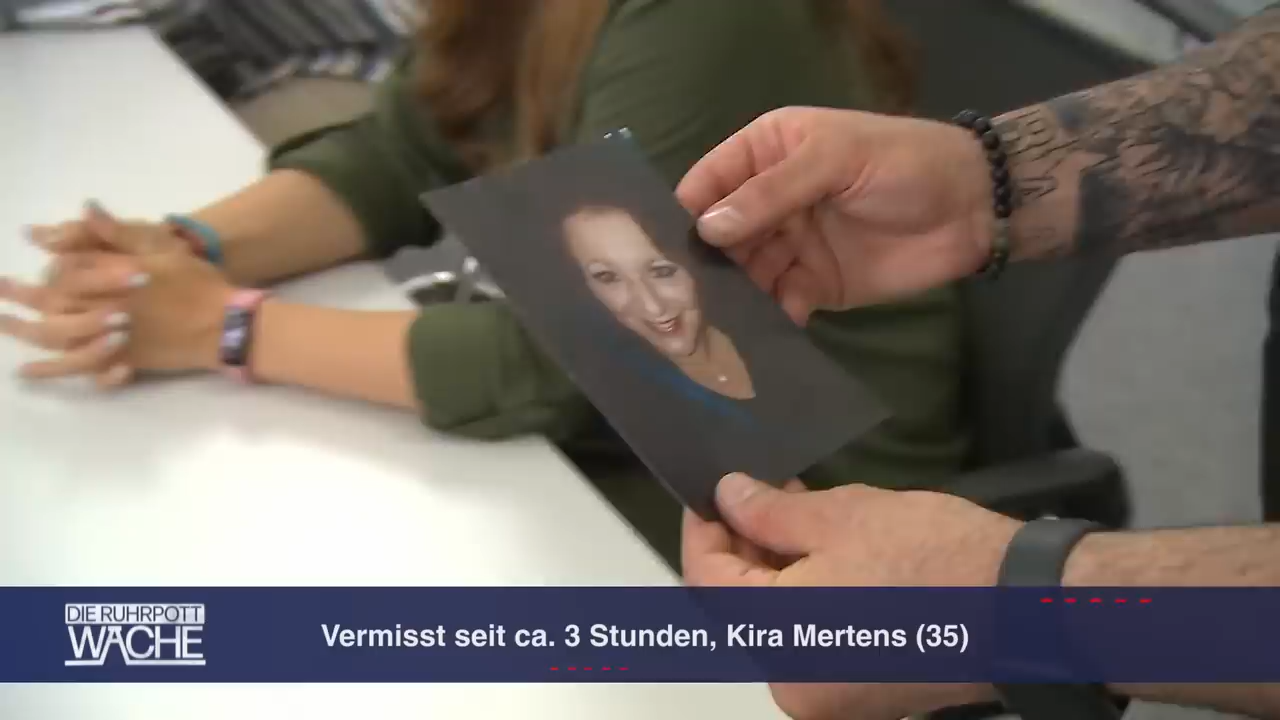 DIE RUHRPOTT
WACHE
Vermisst seit ca. 3 Stunden, Kira Mertens (35)